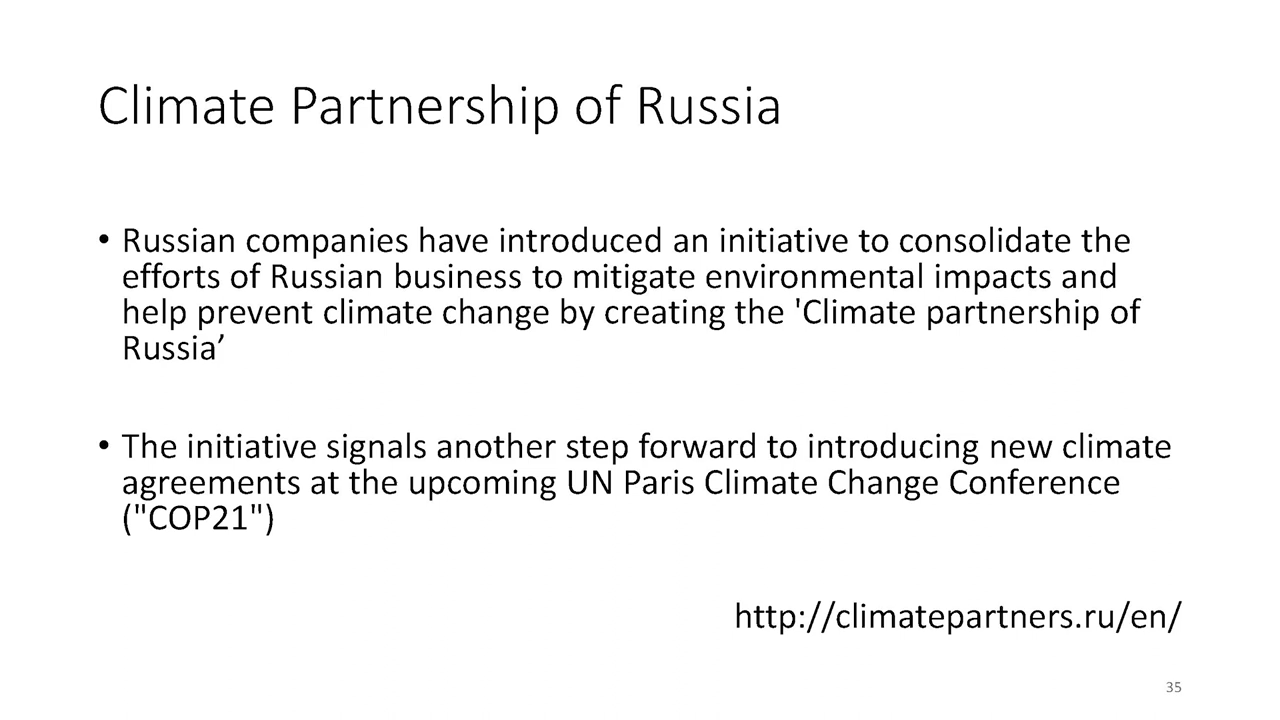 Climate Partnership of Russia
• Russian companies have introduced an initiative to consolidate the
efforts of Russian business to mitigate environmental impacts and
help prevent climate change by creating the 'Climate partnership of
Russia’
• The initiative signals another step forward to introducing new climate
agreements at the upcoming UN Paris Climate Change Conference
("COP21")
http://climatepartners.ru/en/
35